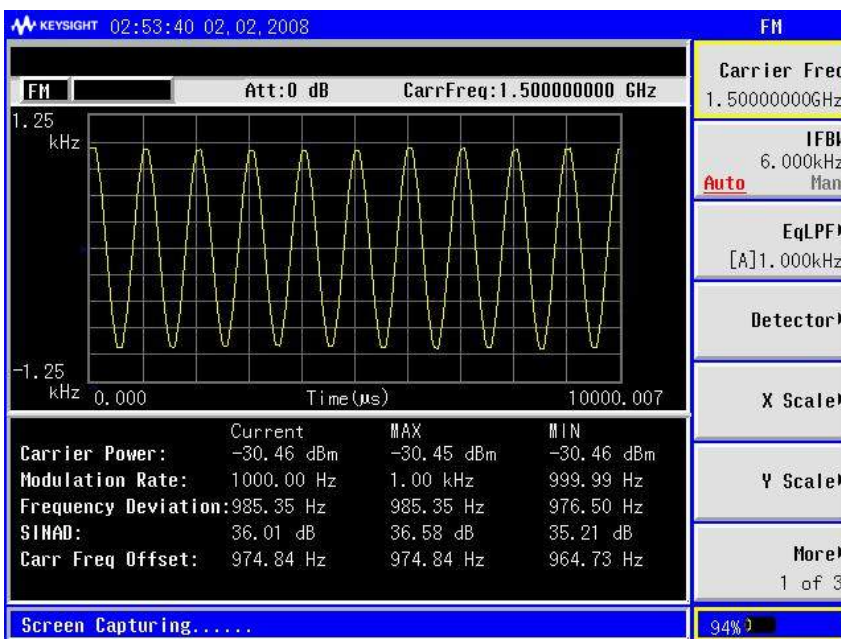 KEYSIGHT 02:53:40 02,02,2008
FM
FM Att:0 dB CarrFreq:1.500000000 GHz
1.25
kHz
-1.25
kHz
0.000 Time(µs) 10000.007
Current MAX MIN
Carrier Power: -30.46 dBm -30.45 dBm -30.46 dBm
Modulation Rate: 1000.00 Hz 1.00 kHz 999.99 Hz
Frequency Deviation:985.35 Hz 985.35 Hz 976.50 Hz
SINAD: 36.01 dB 36.58 dB 35.21 dB
Carr Freq Offset: 974.84 Hz 974.84 Hz 964.73 Hz
Screen Capturing......
Carrier Freq
1.50000000GHz
IFBW
6.000kHz
Auto Man
EqLPF
[A]1.000kHz
Detector
X Scale
Y Scale
More
1 of 3
94%